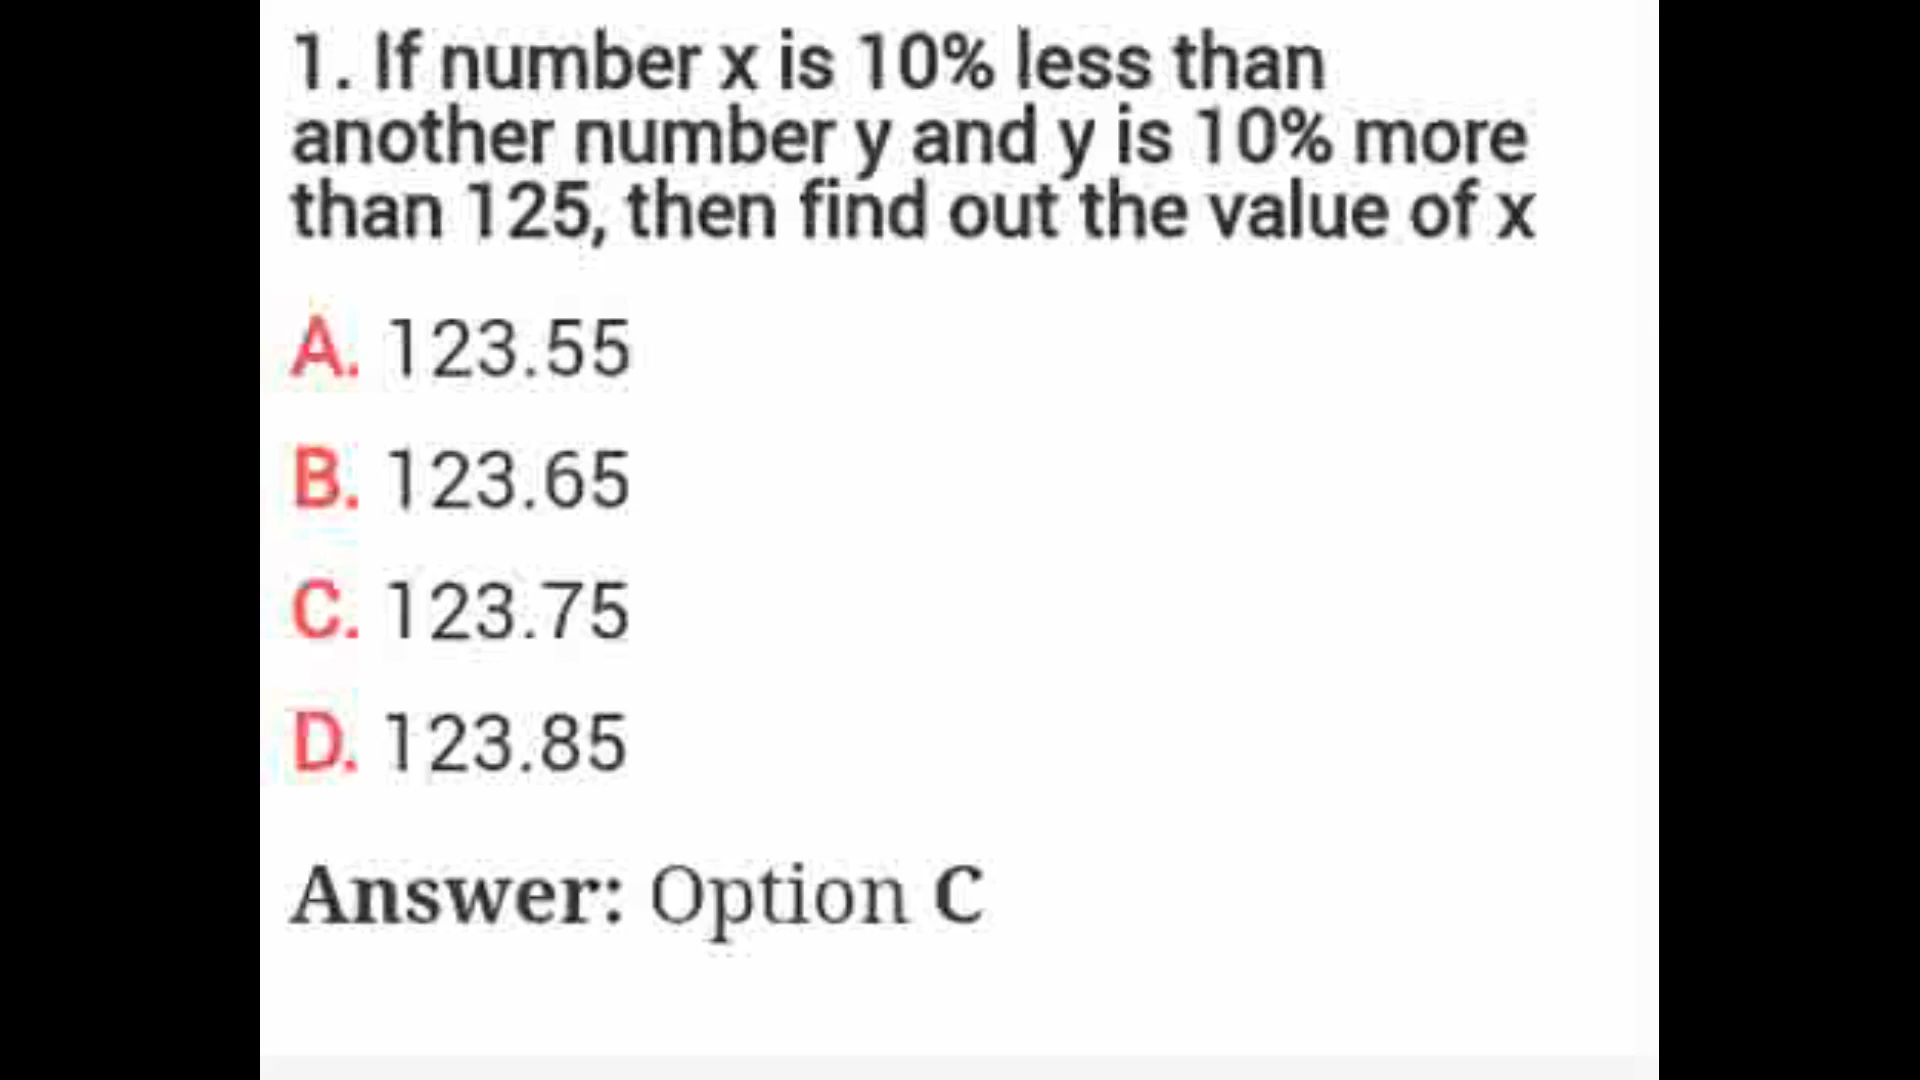 1. If number x is 10% less than
another number y and y is 10% more
than 125, then find out the value of x
A. 123.55
B. 123.65
C. 123.75
D. 123.85
Answer: Option C